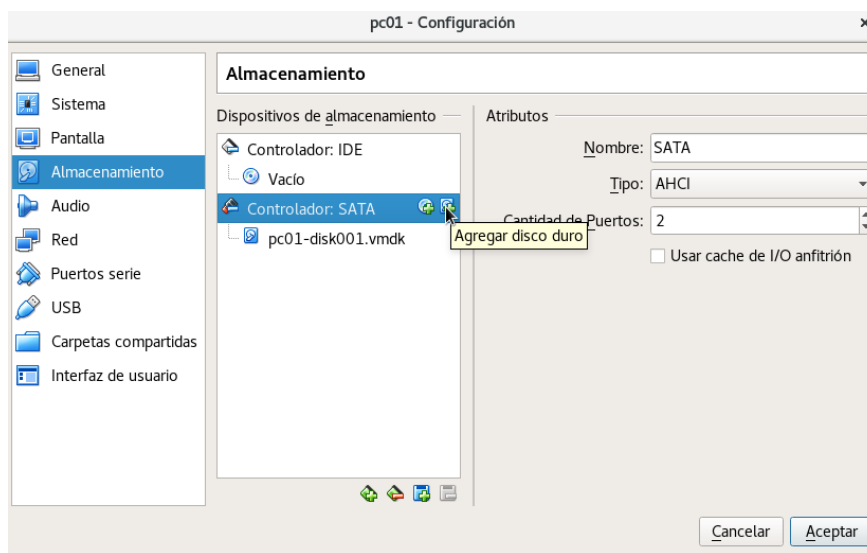 pc01 - Configuración
General
Sistema
Pantalla
Almacenamiento
Audio
Red
Puertos serie
USB
Carpetas compartidas
Interfaz de usuario
Almacenamiento
Dispositivos de almacenamiento
Controlador: IDE
Vacío
Controlador: SATA
pc01-disk001.vmdk
Agregar disco duro
Atributos
Nombre: SATA
Tipo: AHCI
Cantidad de Puertos: 2
Usar cache de I/O anfitrión
Cancelar
Aceptar